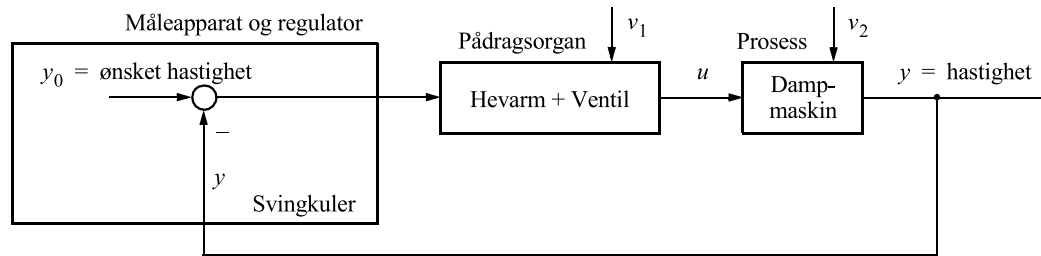 Måleapparat og regulator
v1
v2
Pådragsorgan
Prosess
y0 = ønsket hastighet
u
y = hastighet
Hevarm + Ventil
Damp-
maskin
–
y
Svingkuler